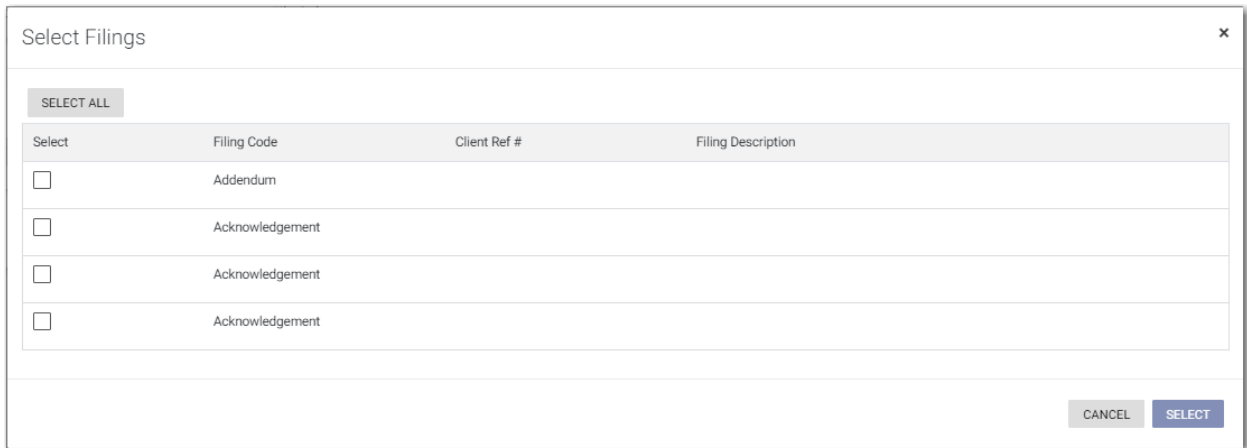 Select Filings ×
SELECT ALL
Select Filing Code Client Ref # Filing Description
Addendum
Acknowledgement
Acknowledgement
Acknowledgement
CANCEL SELECT